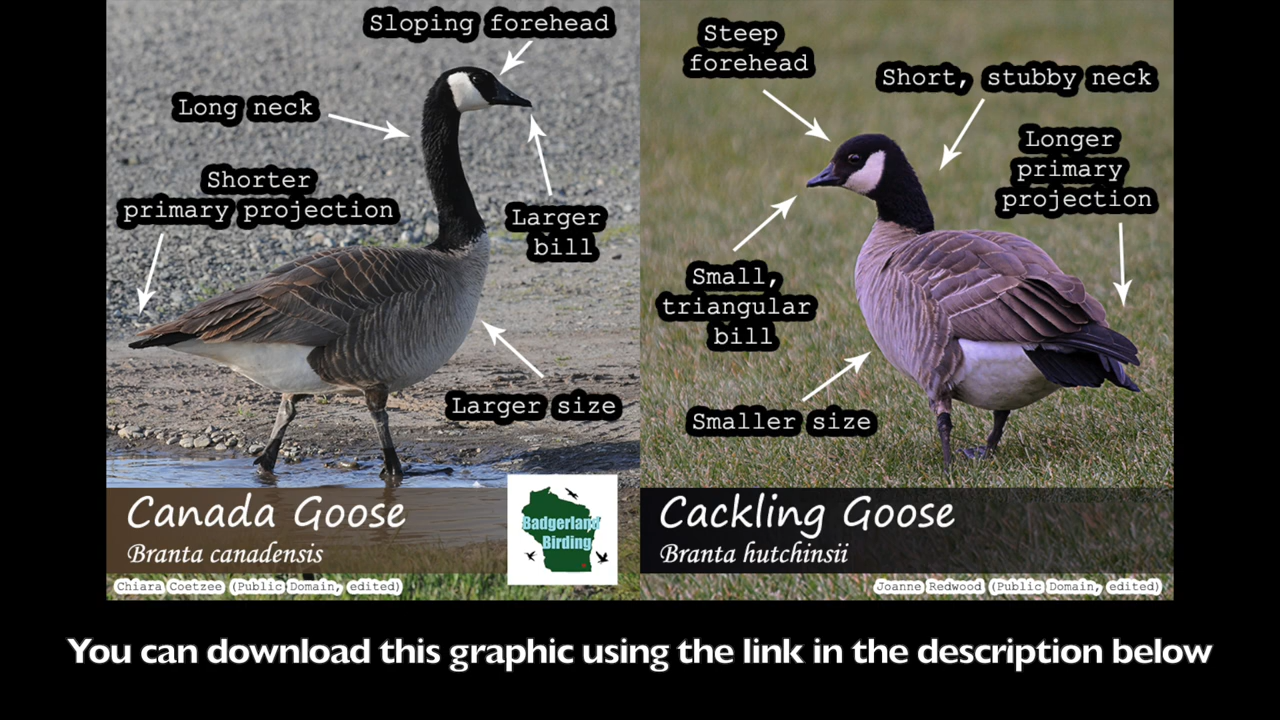 Sloping forehead
Long neck
Shorter
primary projection
Larger
bill
Larger size
Canada Goose
Branta canadensis
Chiara Coetzee (Public Domain, edited)
Badgerland
Birding
Steep
forehead
Short, stubby neck
Longer
primary
projection
Small,
triangular
bill
Smaller size
Cackling Goose
Branta hutchinsii
Joanne Redwood (Public Domain, edited)
You can download this graphic using the link in the description below